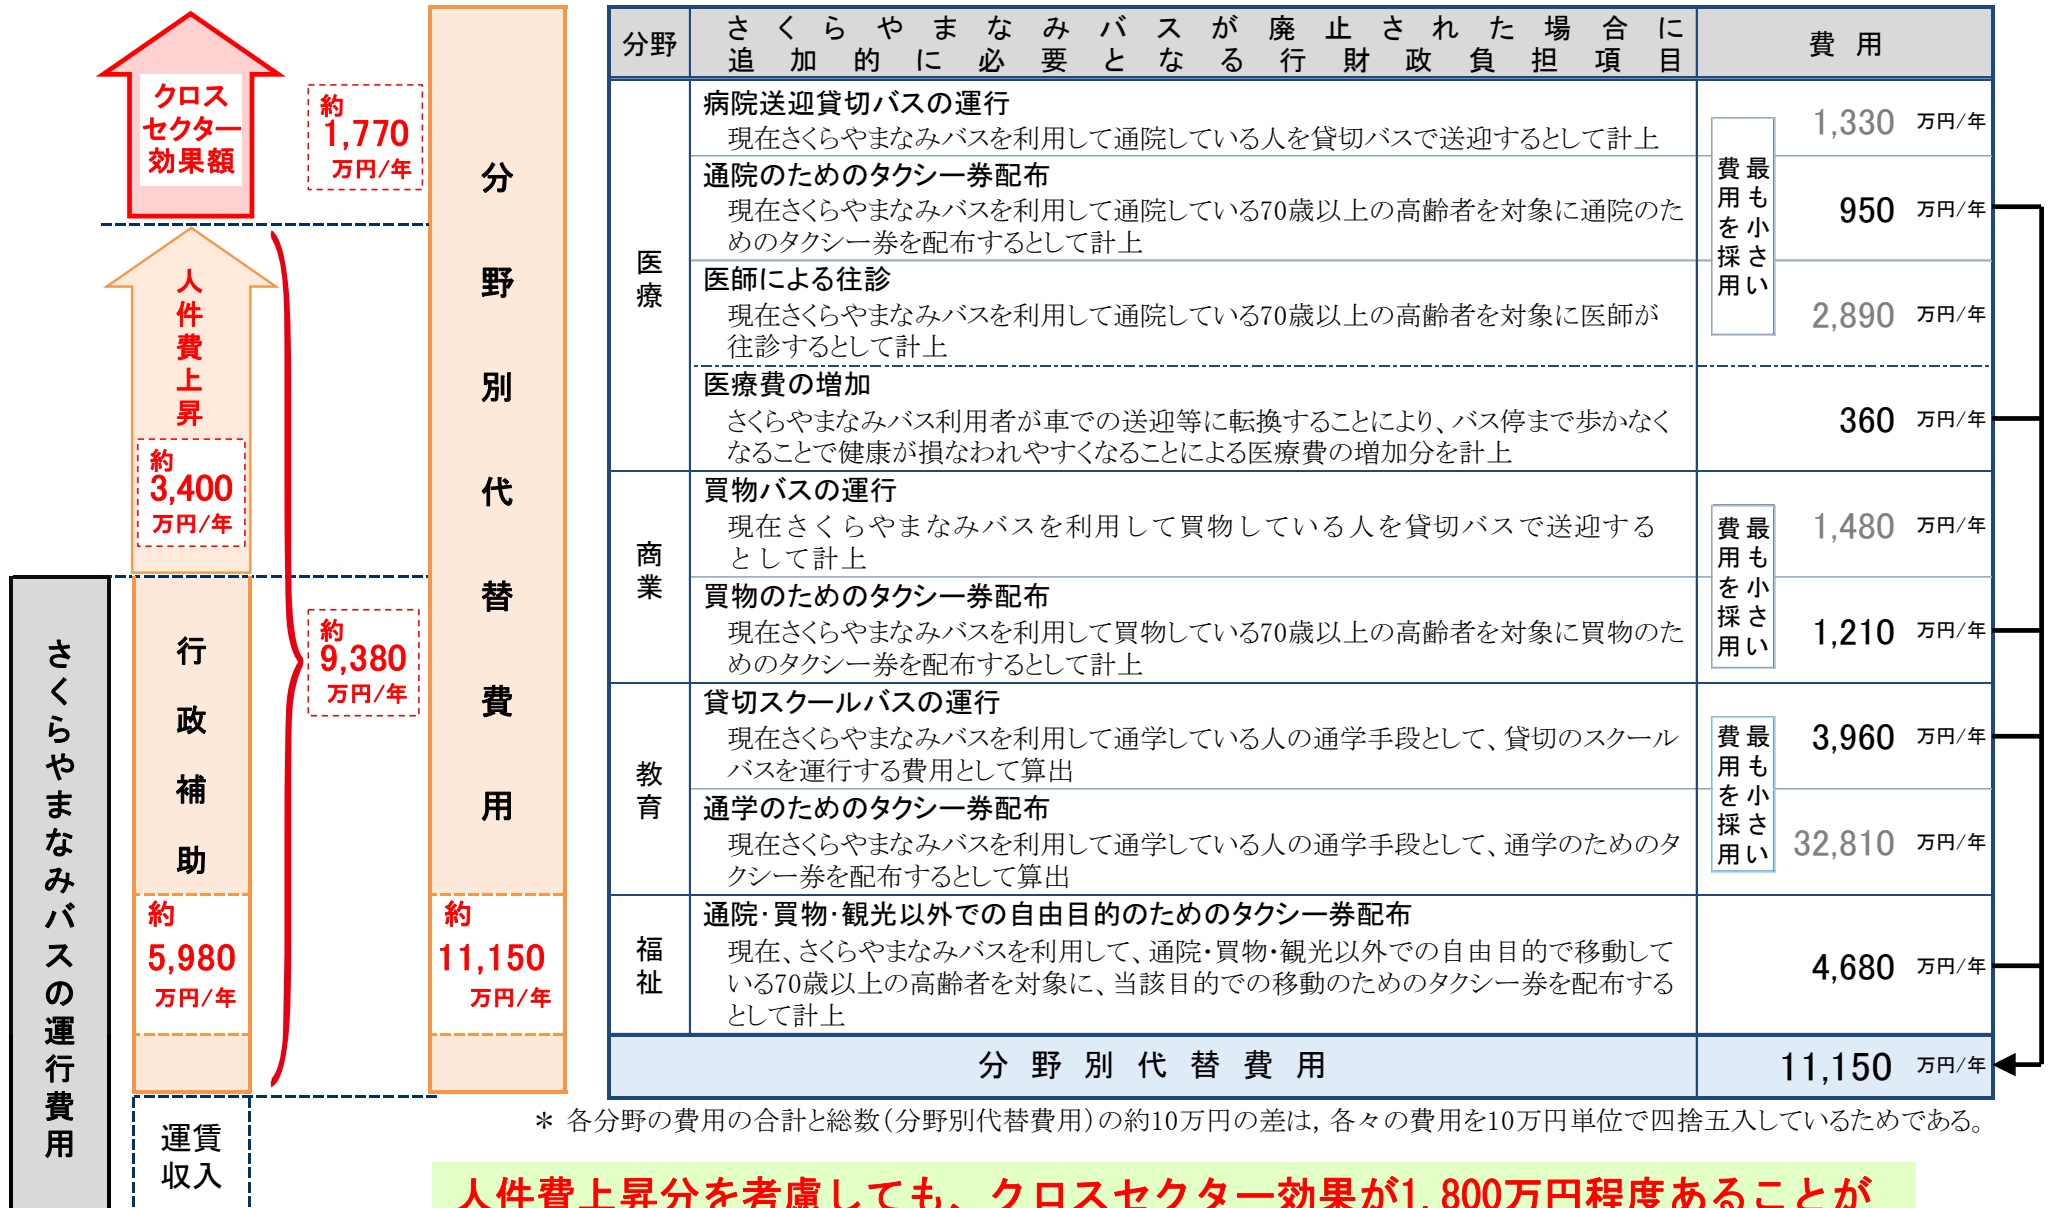 クロス
セクター
効果額
約
1,770
万円/年
人件費上昇
約
3,400
万円/年
行政補助
約
9,380
万円/年
約
5,980
万円/年
さくらやまなみバスの運行費用
運賃
収入
分野別代替費用
約
11,150
万円/年
分野
さくらやまなみバスが廃止された場合に
追加的に必要となる行財政負担項目
費用
医療
病院送迎貸切バスの運行
現在さくらやまなみバスを利用して通院している人を貸切バスで送迎するとして計上
1,330 万円/年
通院のためのタクシー券配布
現在さくらやまなみバスを利用して通院している70歳以上の高齢者を対象に通院のた
めのタクシー券を配布するとして計上
950 万円/年
医師による往診
現在さくらやまなみバスを利用して通院している70歳以上の高齢者を対象に医師が
往診するとして計上
2,890 万円/年
最も小さい
費用を採用
医療費の増加
さくらやまなみバス利用者が車での送迎等に転換することにより、バス停まで歩かなく
なることで健康が損なわれやすくなることによる医療費の増加分を計上
360 万円/年
商業
買物バスの運行
現在さくらやまなみバスを利用して買物している人を貸切バスで送迎する
として計上
1,480 万円/年
買物のためのタクシー券配布
現在さくらやまなみバスを利用して買物している70歳以上の高齢者を対象に買物のた
めのタクシー券を配布するとして計上
1,210 万円/年
最も小さい
費用を採用
教育
貸切スクールバスの運行
現在さくらやまなみバスを利用して通学している人の通学手段として、貸切のスクール
バスを運行する費用として算出
3,960 万円/年
通学のためのタクシー券配布
現在さくらやまなみバスを利用して通学している人の通学手段として、通学のためのタ
クシー券を配布するとして算出
32,810 万円/年
最も小さい
費用を採用
福祉
通院・買物・観光以外での自由目的のためのタクシー券配布
現在、さくらやまなみバスを利用して、通院・買物・観光以外での自由目的で移動して
いる70歳以上の高齢者を対象に、当該目的での移動のためのタクシー券を配布する
として計上
4,680 万円/年
分野別代替費用
11,150 万円/年
＊ 各分野の費用の合計と総数(分野別代替費用)の約10万円の差は, 各々の費用を10万円単位で四捨五入しているためである。
人件費上昇分を考慮しても、クロスセクター効果が1,800万円程度あることが